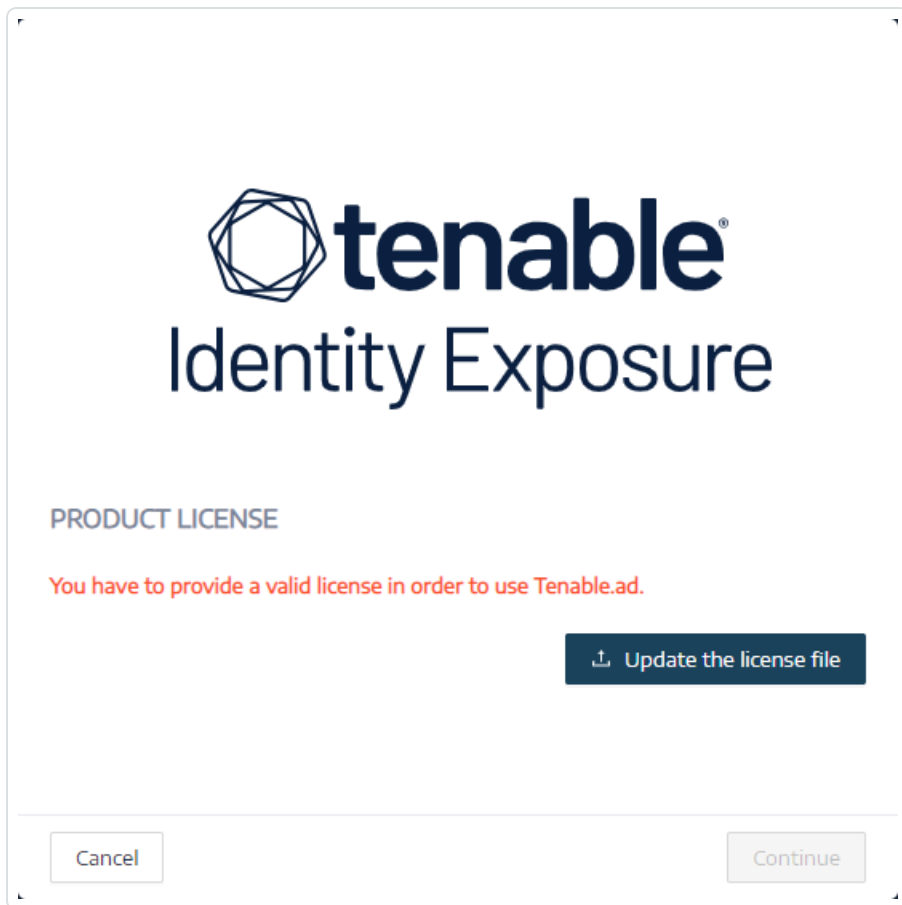 tenable®
Identity Exposure
PRODUCT LICENSE
You have to provide a valid license in order to use Tenable.ad.
Update the license file
Cancel
Continue